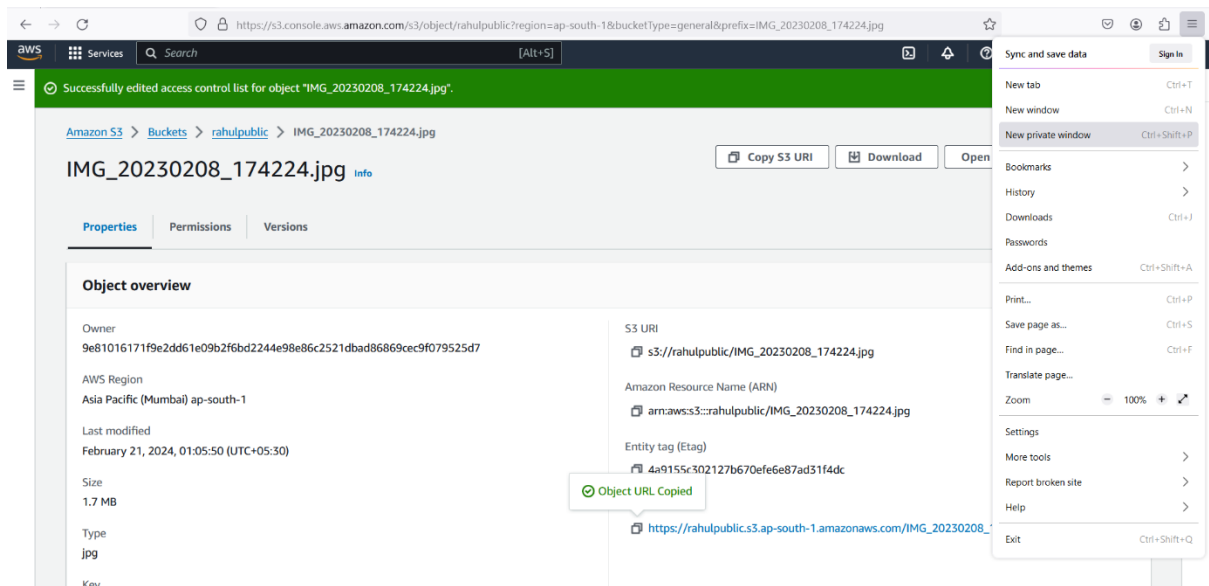 https://s3.console.aws.amazon.com/s3/object/rahulpublic?region=ap-south-1&bucketType=general&prefix=IMG_20230208_174224.jpg
aws
Services
Search
[Alt+S]
Successfully edited access control list for object "IMG_20230208_174224.jpg".
Amazon S3 > Buckets > rahulpublic > IMG_20230208_174224.jpg
IMG_20230208_174224.jpg Info
Copy S3 URI
Download
Open
Properties
Permissions
Versions
Object overview
Owner
9e81016171f9e2dd61e09b2f6bd2244e98e86c2521dbad86869cec9f079525d7
AWS Region
Asia Pacific (Mumbai) ap-south-1
Last modified
February 21, 2024, 01:05:50 (UTC+05:30)
Size
1.7 MB
Type
jpg
Key
S3 URI
s3://rahulpublic/IMG_20230208_174224.jpg
Amazon Resource Name (ARN)
arn:aws:s3:::rahulpublic/IMG_20230208_174224.jpg
Entity tag (Etag)
4a9155c302127b670efe6e87ad31f4dc
Object URL Copied
https://rahulpublic.s3.ap-south-1.amazonaws.com/IMG_20230208_
Sync and save data Sign In
New tab Ctrl+T
New window Ctrl+N
New private window Ctrl+Shift+P
Bookmarks
History
Downloads Ctrl+J
Passwords
Add-ons and themes Ctrl+Shift+A
Print... Ctrl+P
Save page as... Ctrl+S
Find in page... Ctrl+F
Translate page...
Zoom 100%
Settings
More tools
Report broken site
Help
Exit Ctrl+Shift+Q